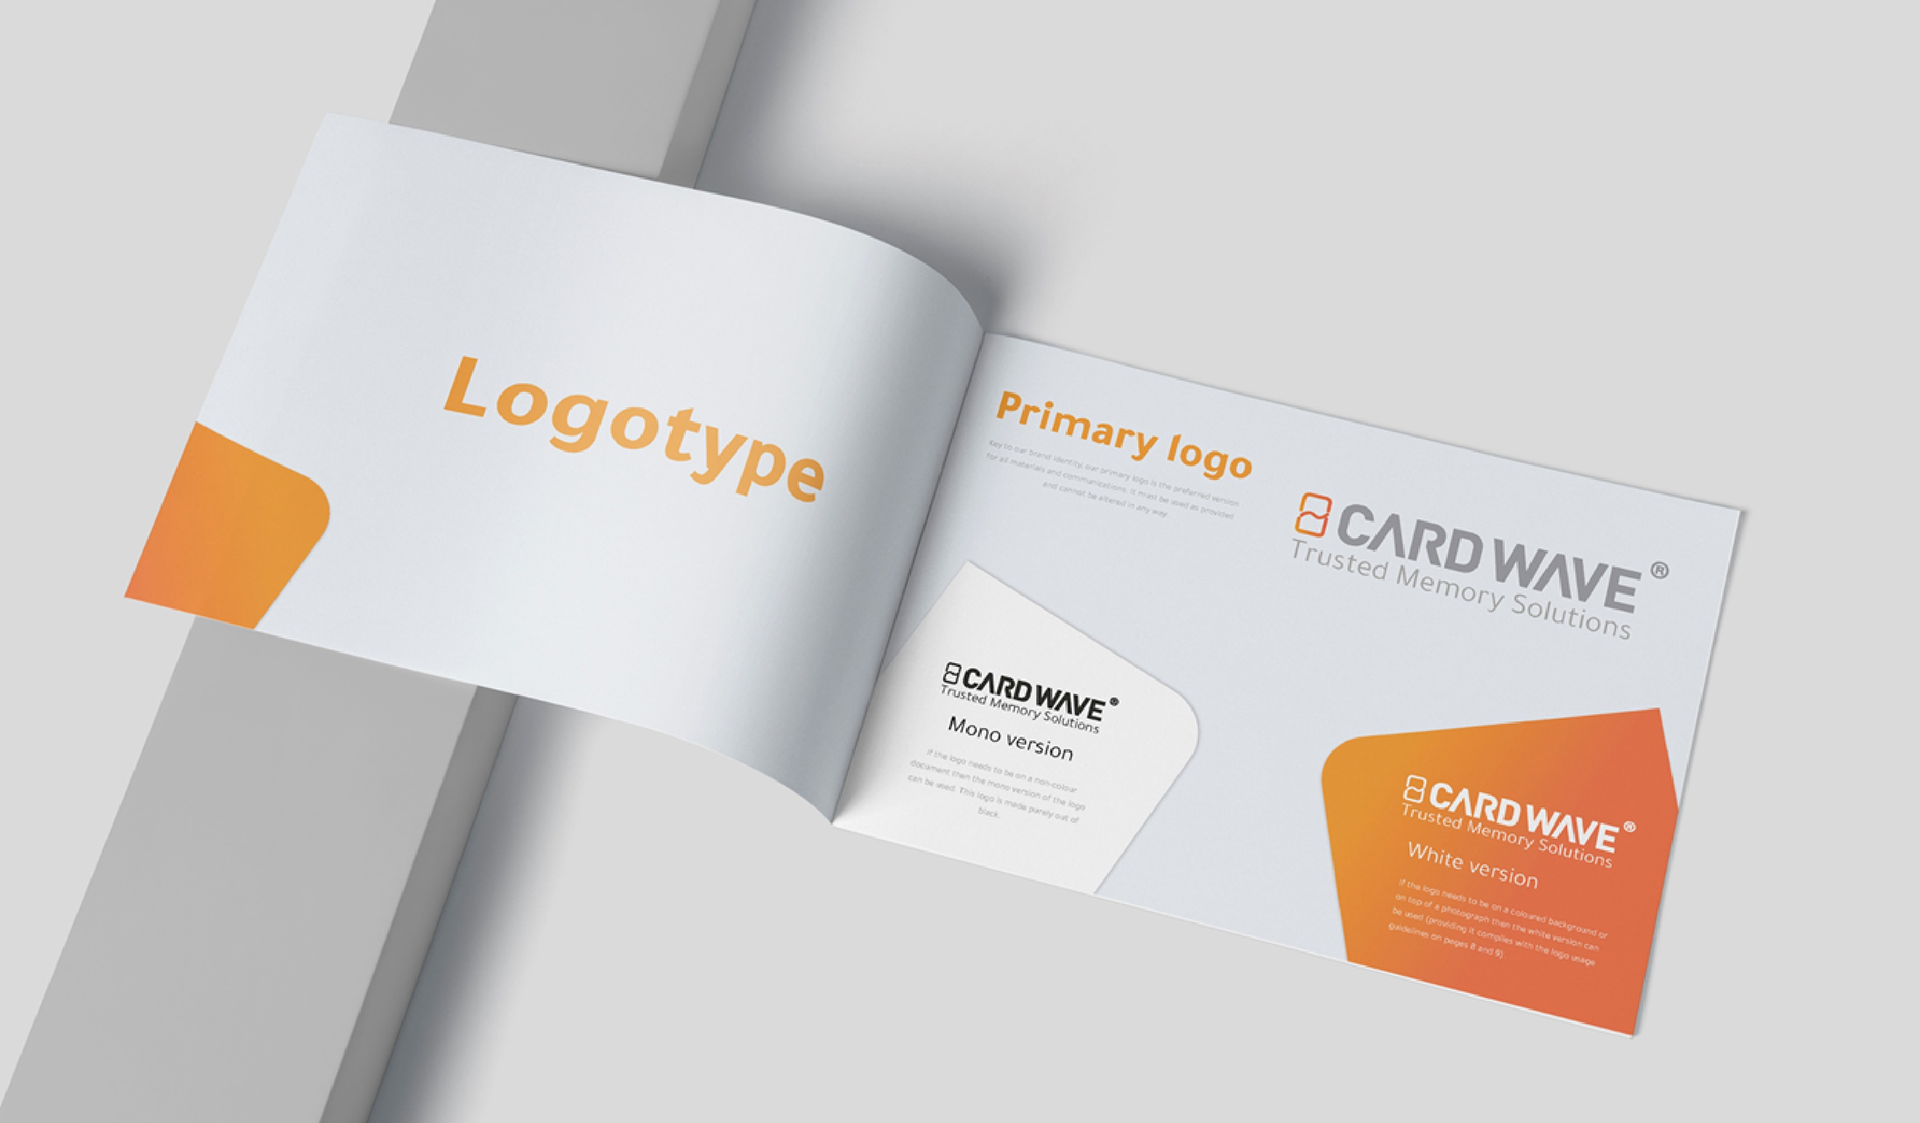 Logotype
Primary logo
Key to our brand identity, our primary logo is the preferred version
for all materials and communications. It must be used as provided
and cannot be altered in any way.
CARD WAVE ®
Trusted Memory Solutions
CARD WAVE ®
Trusted Memory Solutions
Mono version
If the logo needs to be on a non-colour
document then the mono version of the logo
can be used. This logo is made purely out of
black.
CARD WAVE ®
Trusted Memory Solutions
White version
If the logo needs to be on a coloured background or
on top of a photograph then the white version can
be used (providing it complies with the logo usage
guidelines on pages 8 and 9).